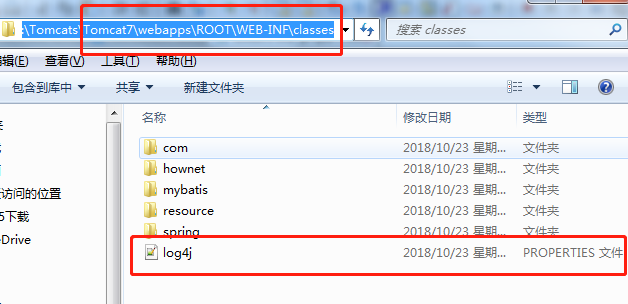 :\Tomcats\Tomcat7\webapps\ROOT\WEB-INF\classes
搜索 classes
编辑(E) 查看(V) 工具(T) 帮助(H)
包含到库中 共享 新建文件夹
名称 修改日期 类型
com 2018/10/23 星期... 文件夹
hownet 2018/10/23 星期... 文件夹
mybatis 2018/10/23 星期... 文件夹
访问的位置 resource 2018/10/23 星期... 文件夹
5下载 spring 2018/10/23 星期... 文件夹
eDrive log4j 2018/10/23 星期... PROPERTIES 文件